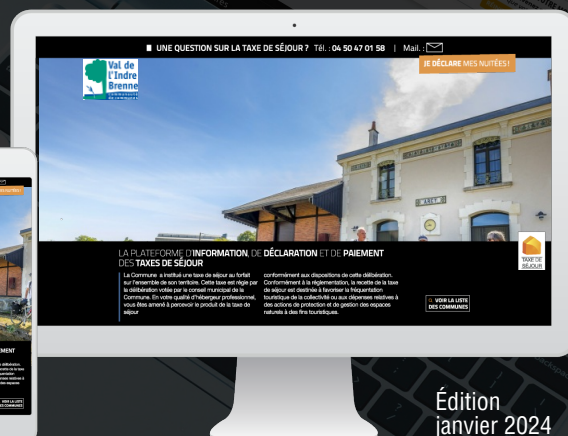 UNE QUESTION SUR LA TAXE DE SÉJOUR ? Tél. : 04 50 47 01 58 | Mail. :
JE DÉCLARE MES NUITÉES !
Val de
l'Indre
Brenne
LA PLATEFORME D'INFORMATION, DE DÉCLARATION ET DE PAIEMENT
DES TAXES DE SÉJOUR
La Commune a institué une taxe de séjour au forfait
sur l'ensemble de son territoire. Cette taxe est régie par
la délibération votée par le conseil municipal de la
Commune. En votre qualité d'hébergeur professionnel,
vous êtes amené à percevoir le produit de la taxe de
séjour
conformément aux dispositions de cette délibération.
Conformément à la réglementation, la recette de la taxe
de séjour est destinée à favoriser la fréquentation
touristique de la collectivité ou aux dépenses relatives à
des actions de protection et de gestion des espaces
naturels à des fins touristiques.
VOIR LA LISTE
DES COMMUNES
TAXE DE
SÉJOUR
Édition
janvier 2024